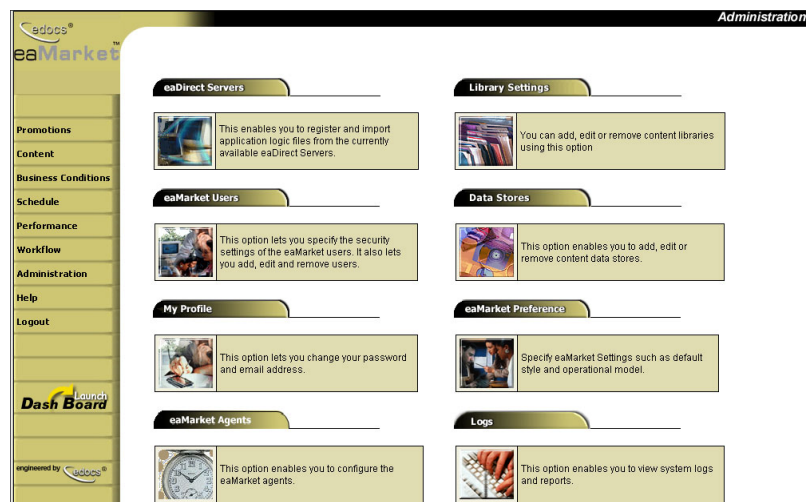 Administration
edocs®
eaMarket™
Promotions
Content
Business Conditions
Schedule
Performance
Workflow
Administration
Help
Logout
Launch
Dash Board
engineered by edocs®
eaDirect Servers
This enables you to register and import
application logic files from the currently
available eaDirect Servers.
Library Settings
You can add, edit or remove content libraries
using this option
eaMarket Users
This option lets you specify the security
settings of the eaMarket users. It also lets
you add, edit and remove users.
Data Stores
This option enables you to add, edit or
remove content data stores.
My Profile
This option lets you change your password
and email address.
eaMarket Preference
Specify eaMarket Settings such as default
style and operational model.
eaMarket Agents
This option enables you to configure the
eaMarket agents.
Logs
This option enables you to view system logs
and reports.